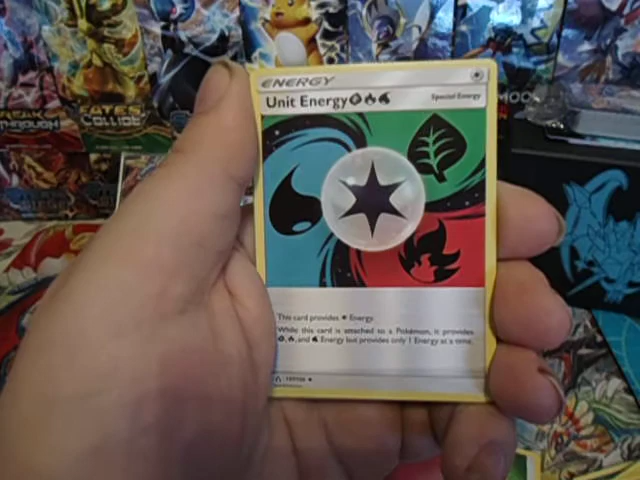 ENERGY
Unit Energy
Special Energy
This card provides Energy.
While this card is attached to a Pokémon, it provides
, , and Energy but provides only 1 Energy at a time.
FATES
COLLIDE
THROUGH